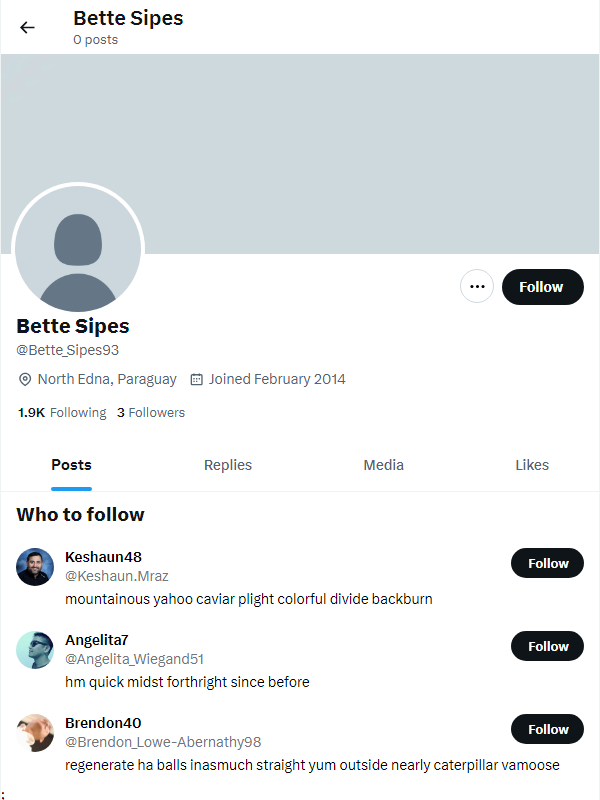 Bette Sipes
0 posts
Follow
Bette Sipes
@Bette_Sipes93
North Edna, Paraguay Joined February 2014
1.9K Following 3 Followers
Posts Replies Media Likes
Who to follow
Keshaun48
@Keshaun.Mraz
Follow
mountainous yahoo caviar plight colorful divide backburn
Angelita7
@Angelita_Wiegand51
Follow
hm quick midst forthright since before
Brendon40
@Brendon_Lowe-Abernathy98
Follow
regenerate ha balls inasmuch straight yum outside nearly caterpillar vamoose
;